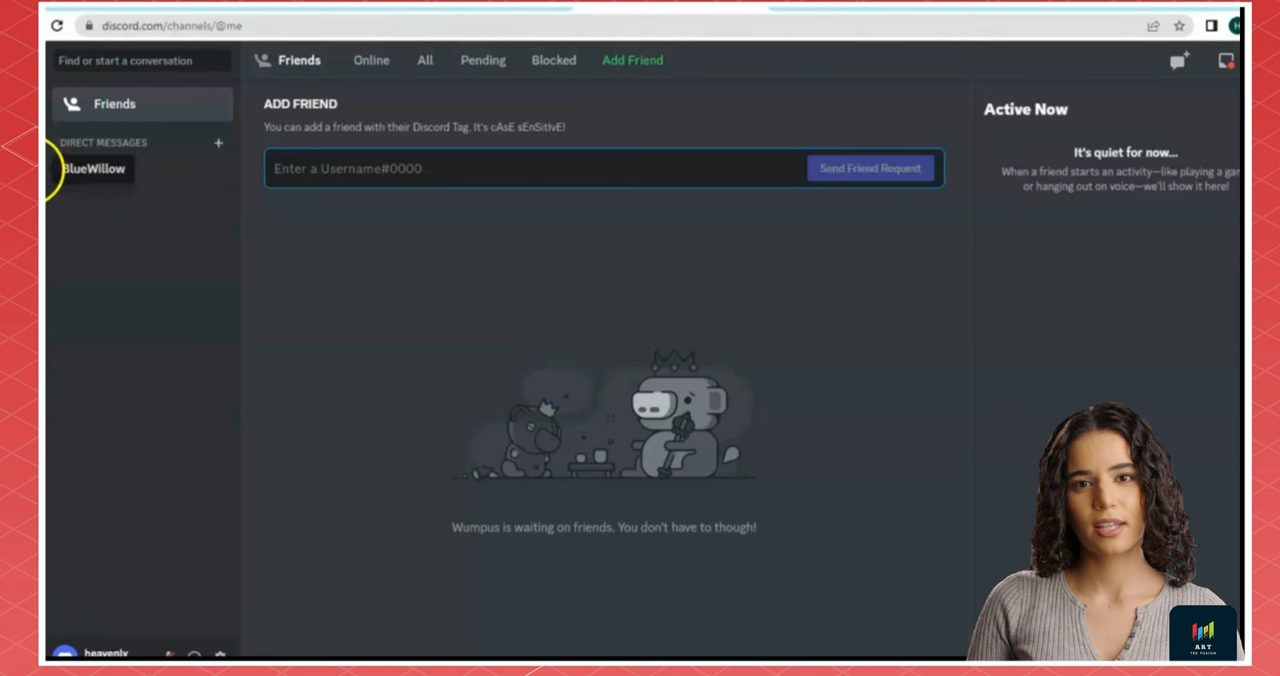 discord.com/channels/@me
Find or start a conversation
Friends Online All Pending Blocked Add Friend
Friends
DIRECT MESSAGES +
BlueWillow
ADD FRIEND
You can add a friend with their Discord Tag. It's cAsE sEnSitIvE!
Enter a Username#0000
Send Friend Request
Wumpus is waiting on friends. You don't have to though!
Active Now
It's quiet for now...
When a friend starts an activity—like playing a gam
or hanging out on voice—we'll show it here!
heavenly
H
ART